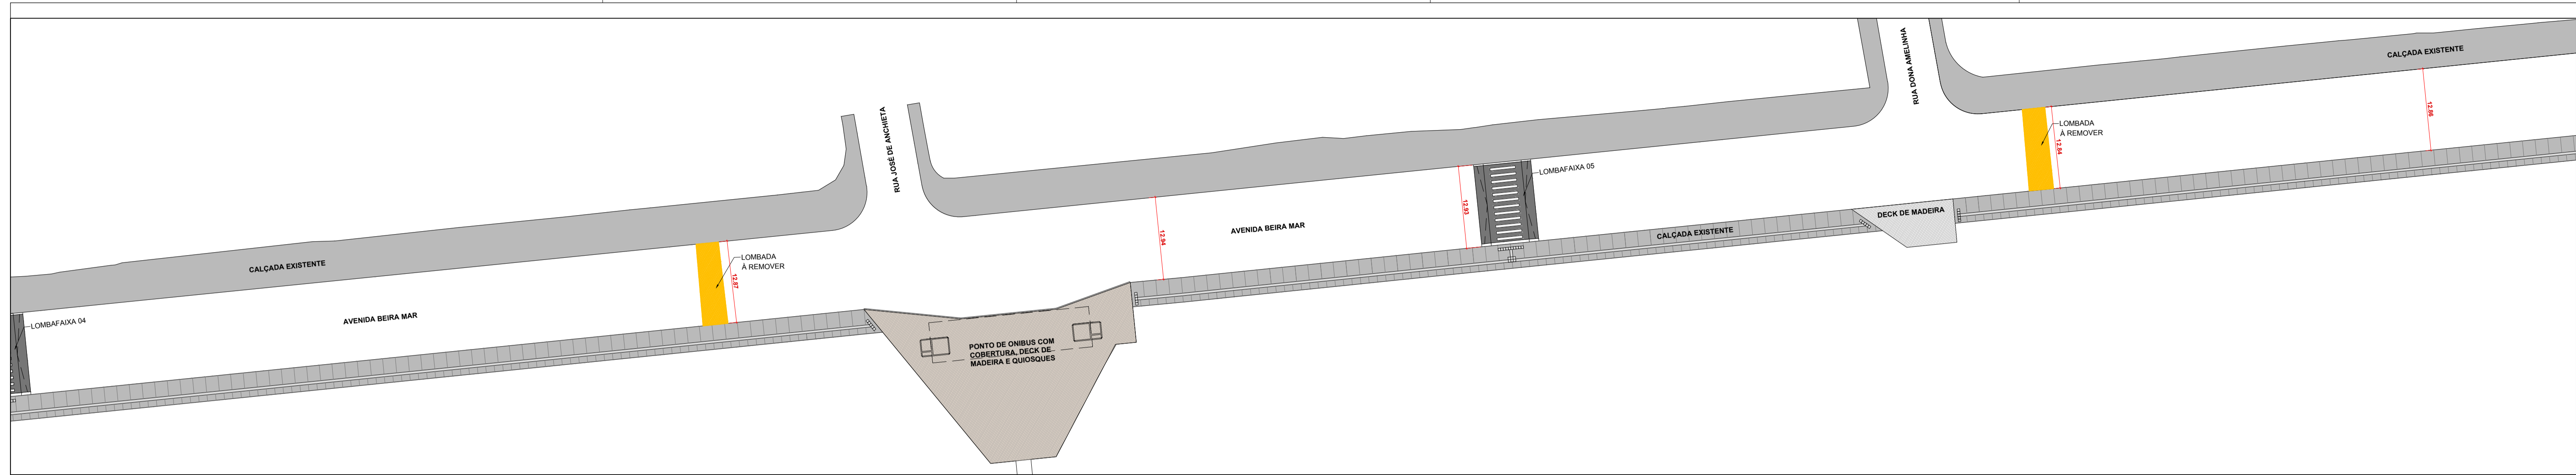 LOMBAFAIXA 04
CALÇADA EXISTENTE
AVENIDA BEIRA MAR
LOMBADA
À REMOVER
12.87
RUA JOSÉ DE ANCHIETA
PONTO DE ONIBUS COM
COBERTURA, DECK DE
MADEIRA E QUIOSQUES
12.94
AVENIDA BEIRA MAR
12.93
LOMBAFAIXA 05
CALÇADA EXISTENTE
RUA DONA AMELINHA
DECK DE MADEIRA
LOMBADA
À REMOVER
12.84
CALÇADA EXISTENTE
12.86